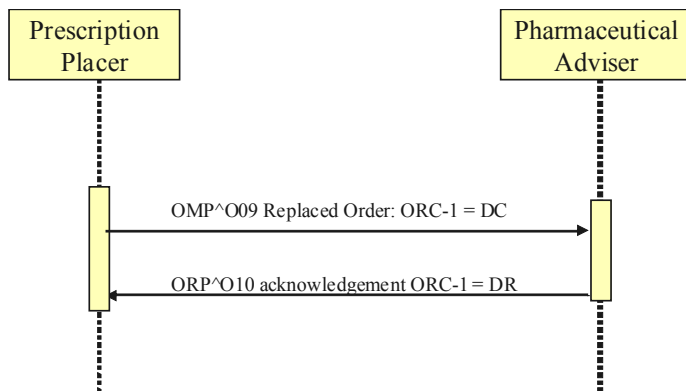 Prescription
Placer
Pharmaceutical
Adviser
OMP^O09 Replaced Order: ORC-1 = DC
ORP^O10 acknowledgement ORC-1 = DR